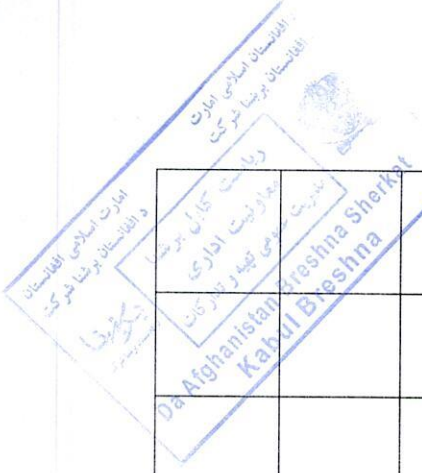 د افغانستان اسلامی امارت
افغانستان برشنا شرکت
امارت اسلامی افغانستان
د افغانستان برشنا شرکت
ریاست کابل برشنا
معاونیت اداری
مدیریت عمومی تهیه و تدارکات
Da Afghanistan Breshna Sherkat
Kabul Breshna